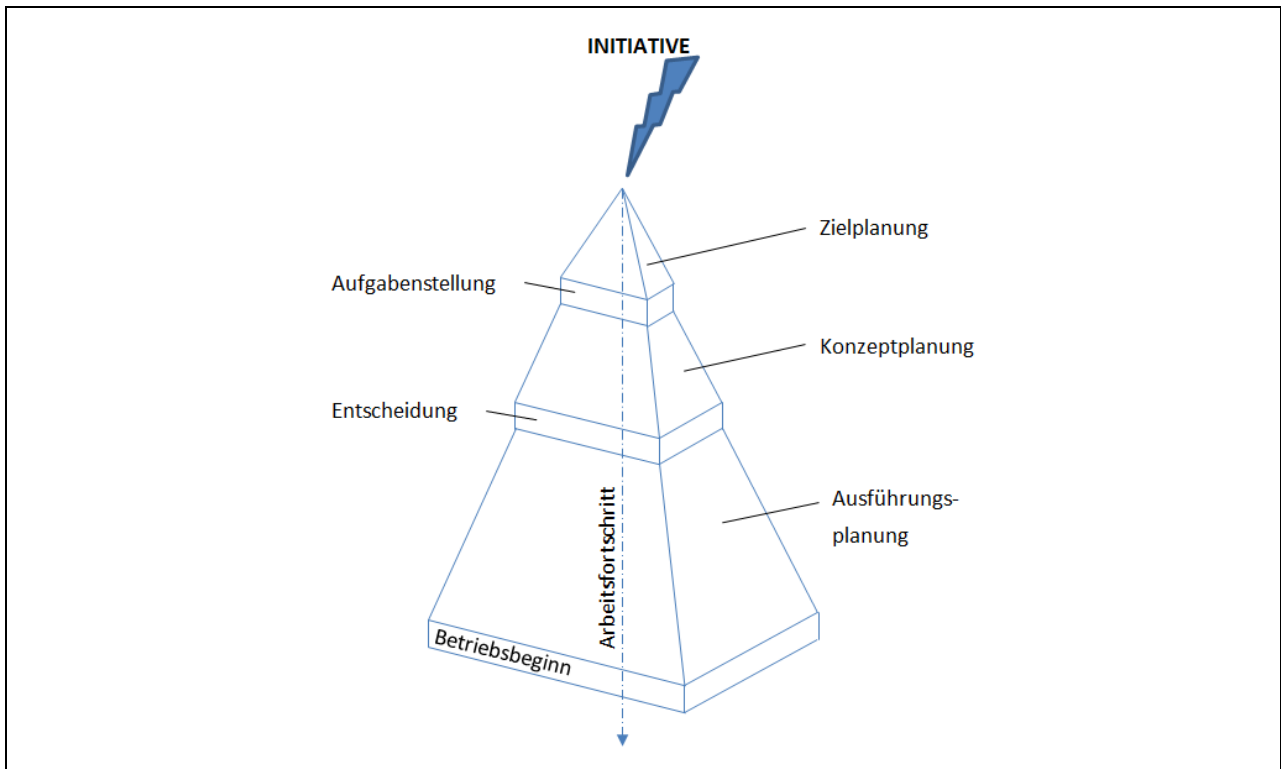 INITIATIVE
Zielplanung
Aufgabenstellung
Konzeptplanung
Entscheidung
Ausführungs-
planung
Arbeitsfortschritt
Betriebsbeginn